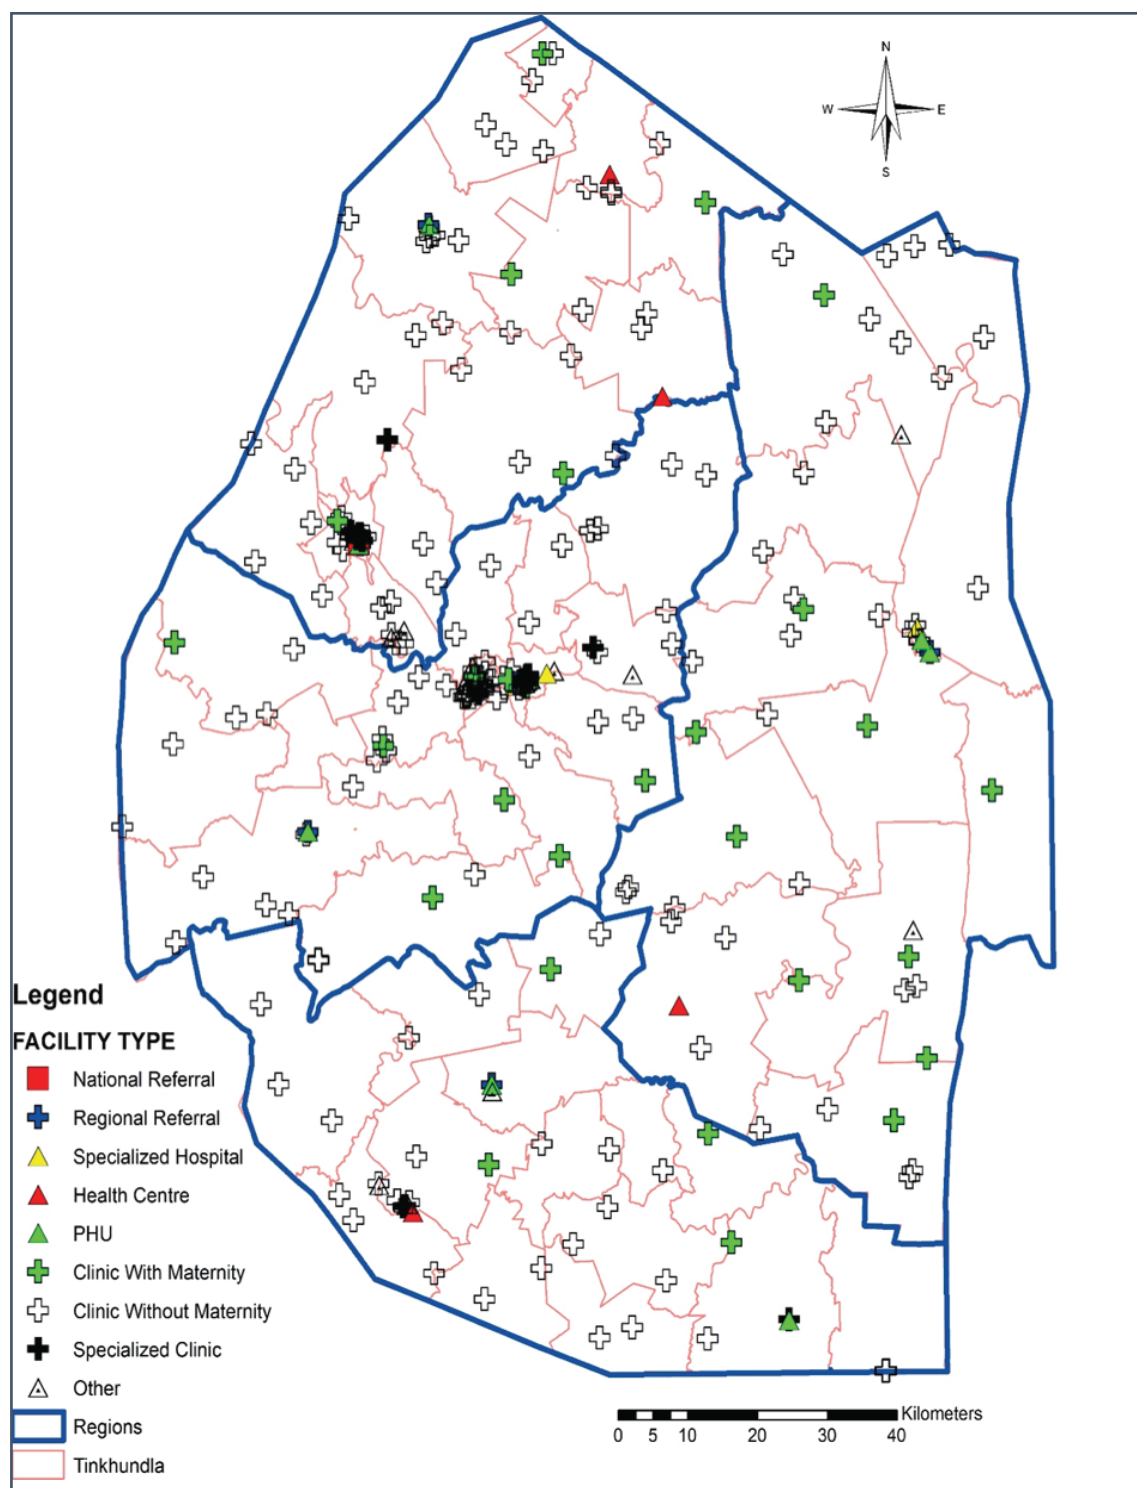 N
W E
S
Legend
FACILITY TYPE
National Referral
Regional Referral
Specialized Hospital
Health Centre
PHU
Clinic With Maternity
Clinic Without Maternity
Specialized Clinic
Other
Regions
Tinkhundla
Kilometers
0 5 10 20 30 40